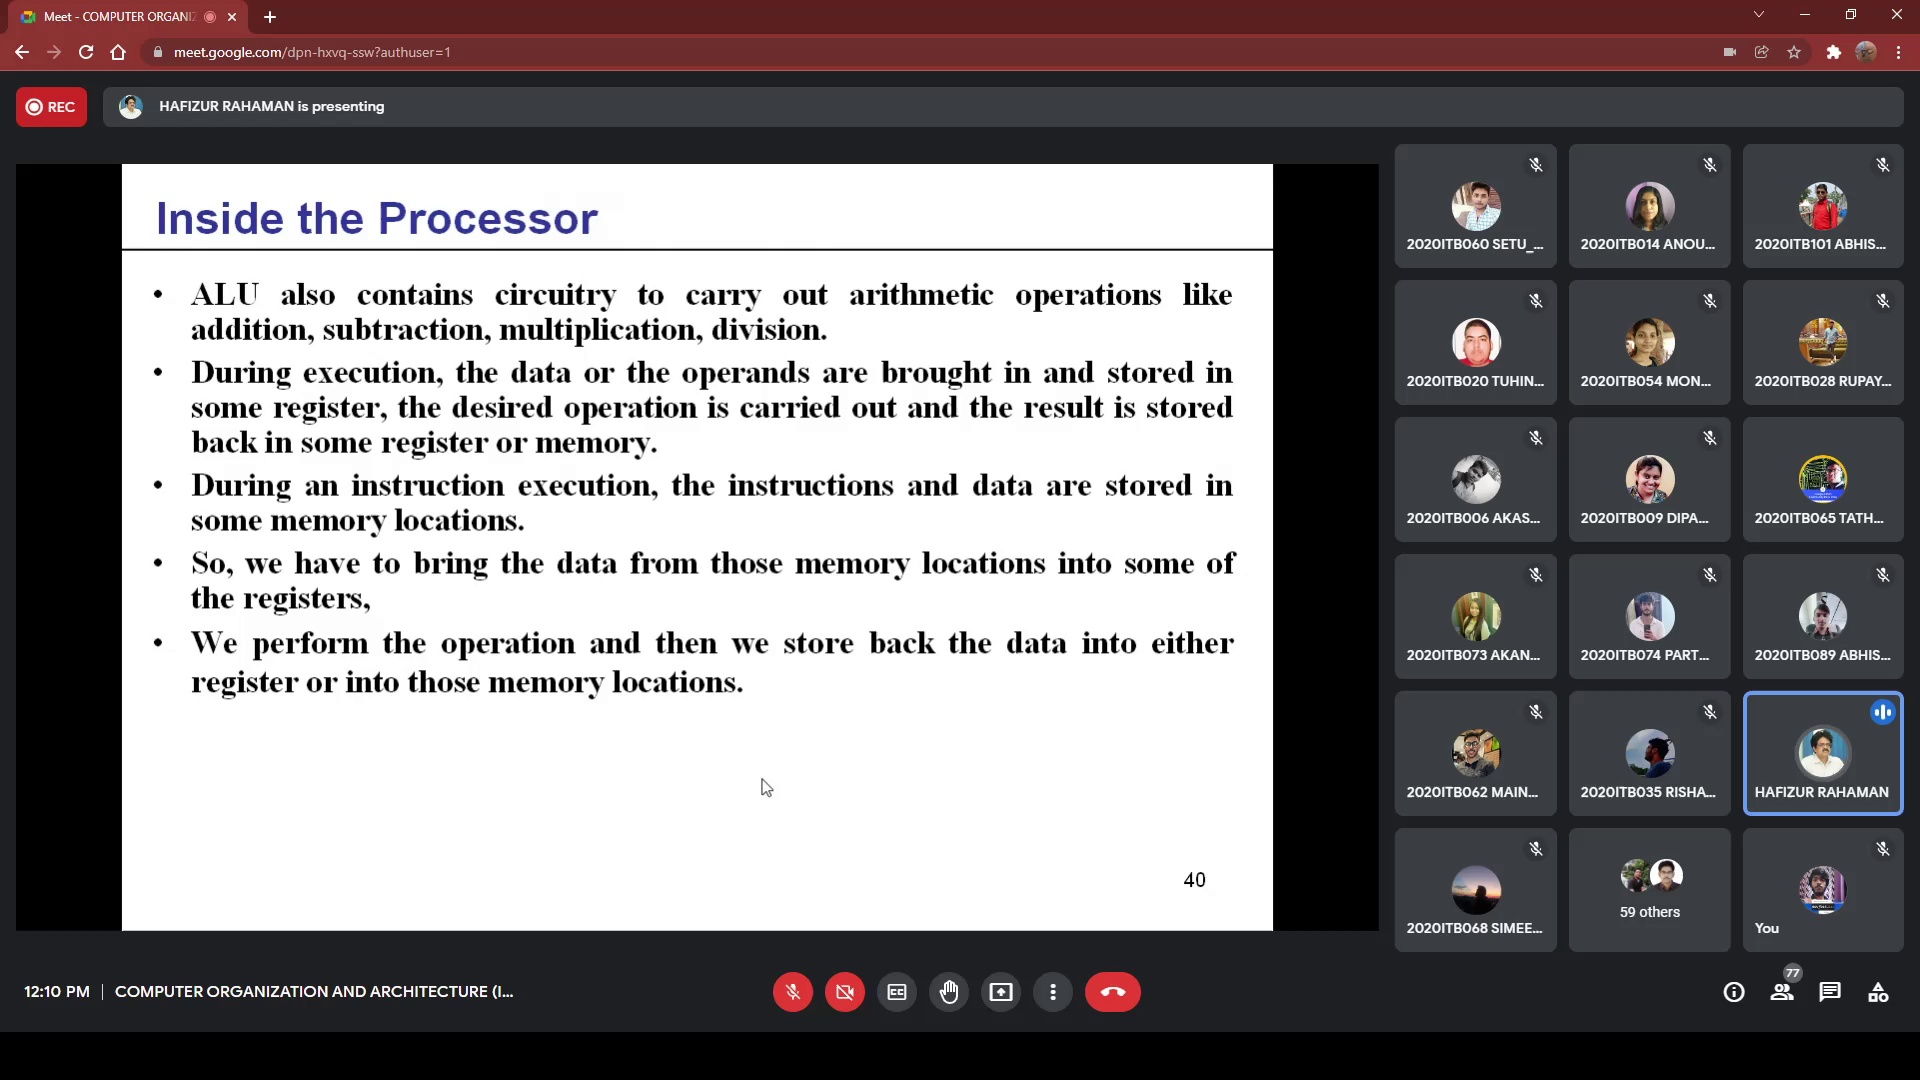 Meet - COMPUTER ORGANIZ
meet.google.com/dpn-hxvq-ssw?authuser=1
REC
HAFIZUR RAHAMAN is presenting
Inside the Processor
• ALU also contains circuitry to carry out arithmetic operations like
addition, subtraction, multiplication, division.
• During execution, the data or the operands are brought in and stored in
some register, the desired operation is carried out and the result is stored
back in some register or memory.
• During an instruction execution, the instructions and data are stored in
some memory locations.
• So, we have to bring the data from those memory locations into some of
the registers,
• We perform the operation and then we store back the data into either
register or into those memory locations.
40
2020ITB060 SETU_...
2020ITB014 ANOU...
2020ITB101 ABHIS...
2020ITB020 TUHIN...
2020ITB054 MON...
2020ITB028 RUPAY...
2020ITB006 AKAS...
2020ITB009 DIPA...
2020ITB065 TATH...
2020ITB073 AKAN...
2020ITB074 PART...
2020ITB089 ABHIS...
2020ITB062 MAIN...
2020ITB035 RISHA...
HAFIZUR RAHAMAN
2020ITB068 SIMEE...
59 others
You
12:10 PM | COMPUTER ORGANIZATION AND ARCHITECTURE (I...
77